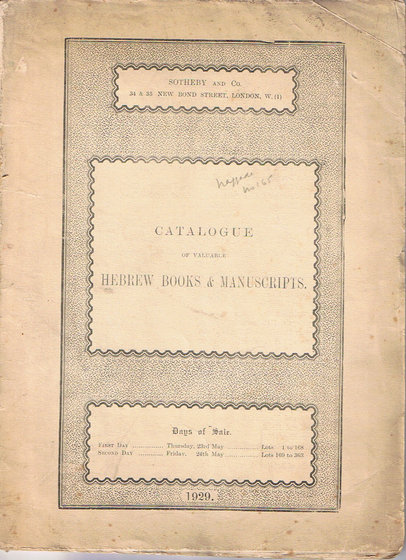 SOTHEBY AND CO.
34 & 35 NEW BOND STREET, LONDON, W. (1)
no 165
CATALOGUE
OF VALUABLE
HEBREW BOOKS & MANUSCRIPTS.
Days of Sale.
FIRST DAY .............. Thursday, 23rd May .............. Lots 1 to 168
SECOND DAY .......... Friday, 24th May .............. Lots 169 to 363
1929.